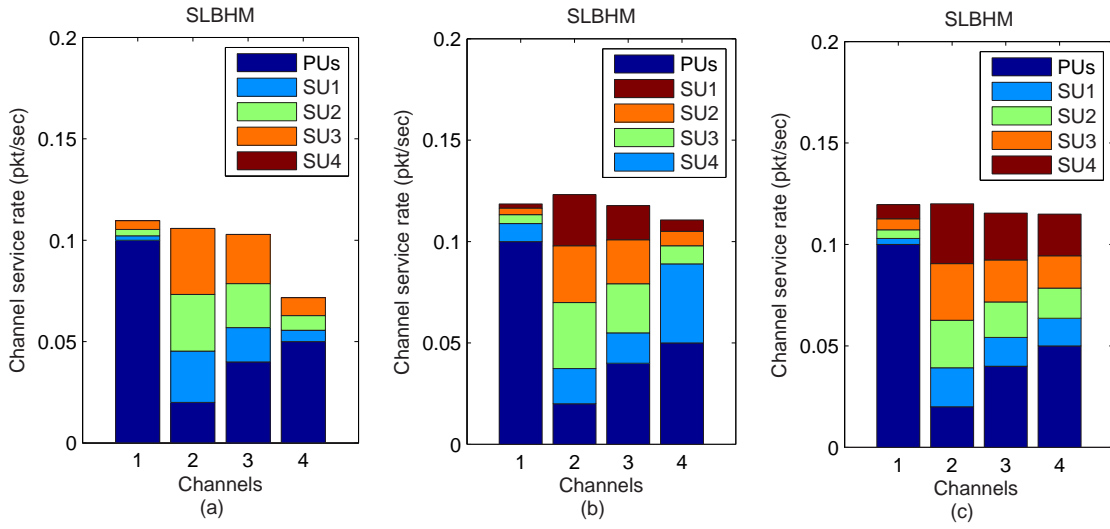 SLBHM
Channel service rate (pkt/sec)
0.2
0.15
0.1
0.05
0
PUs
SU1
SU2
SU3
SU4
1 2 3 4
Channels
(a)
SLBHM
Channel service rate (pkt/sec)
0.2
0.15
0.1
0.05
0
PUs
SU1
SU2
SU3
SU4
1 2 3 4
Channels
(b)
SLBHM
Channel service rate (pkt/sec)
0.2
0.15
0.1
0.05
0
PUs
SU1
SU2
SU3
SU4
1 2 3 4
Channels
(c)